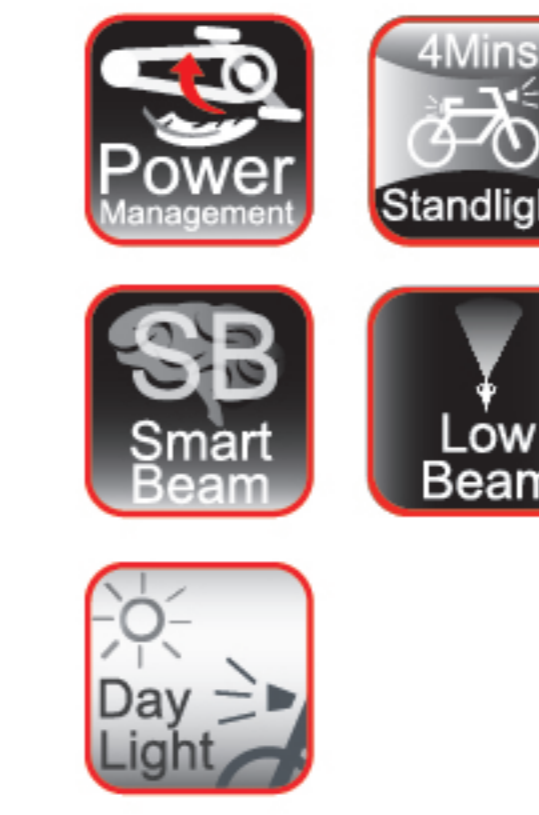 Power
Management
4Mins
Standligh
SB
Smart
Beam
Low
Beam
Day
Light